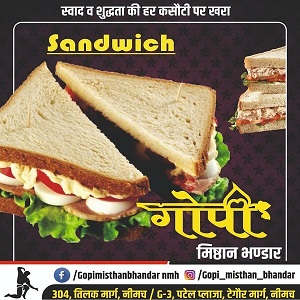 स्वाद व शुद्धता की हर कसौटी पर खरा
Sandwich
गोपी
मिष्ठान भण्डार
/Gopimisthanbhandar nmh /Gopi_misthan_bhandar
304, तिलक मार्ग, नीमच / G-3, पटेल प्लाजा, टेगोर मार्ग, नीमच